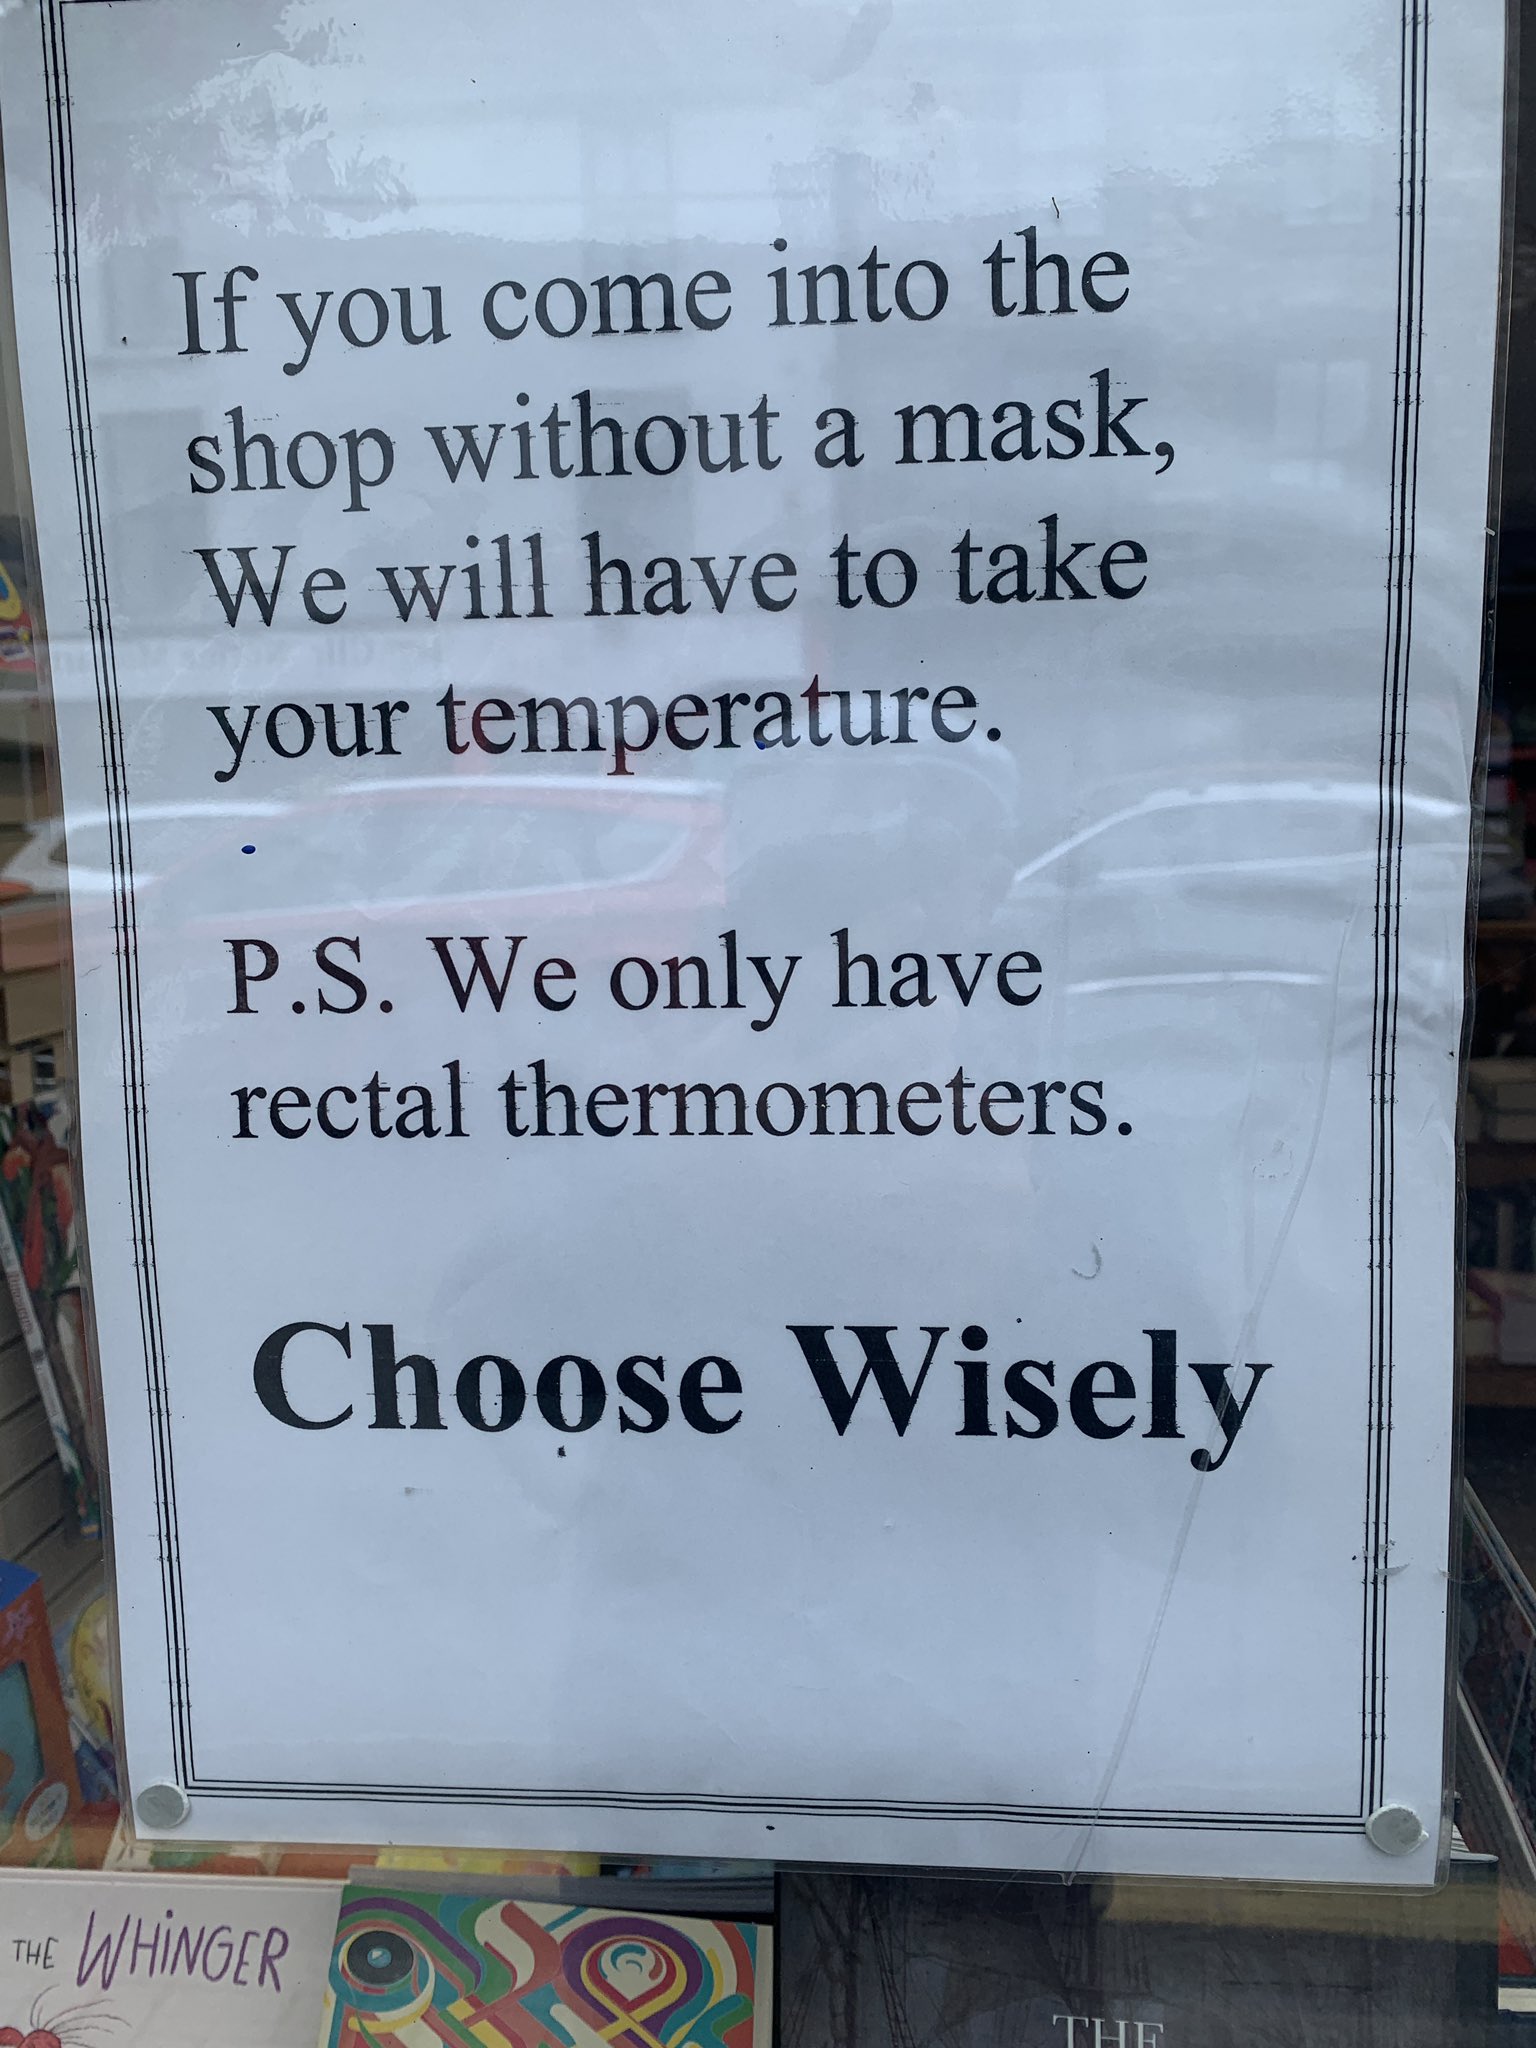 If you come into the
shop without a mask,
We will have to take
your temperature.
P.S. We only have
rectal thermometers.
Choose Wisely
THE WHINGER
THE